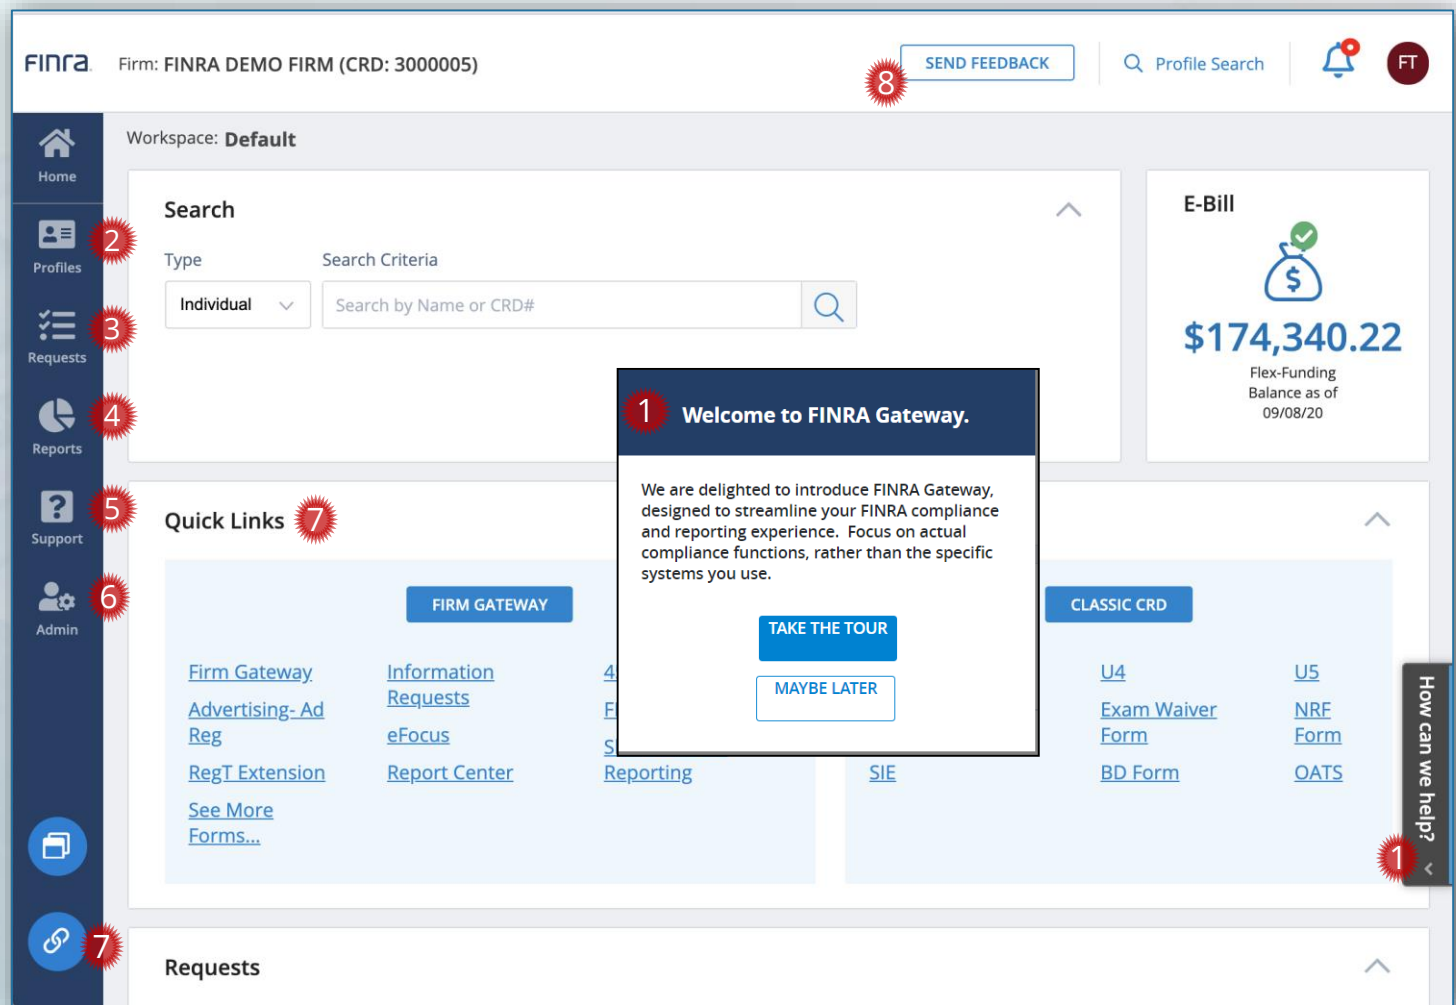 FINra
Firm: FINRA DEMO FIRM (CRD: 3000005)
SEND FEEDBACK
8
Profile Search
FT
Home
Profiles
2
Requests
3
Reports
4
Support
5
Admin
6
7
Workspace: Default
Search
Type
Search Criteria
Individual
Search by Name or CRD#
E-Bill
$
$174,340.22
Flex-Funding
Balance as of
09/08/20
1
Welcome to FINRA Gateway.
We are delighted to introduce FINRA Gateway,
designed to streamline your FINRA compliance
and reporting experience. Focus on actual
compliance functions, rather than the specific
systems you use.
TAKE THE TOUR
MAYBE LATER
Quick Links
7
FIRM GATEWAY
Firm Gateway
Advertising- Ad
Reg
RegT Extension
See More
Forms...
Information
Requests
eFocus
Report Center
Reporting
CLASSIC CRD
SIE
U4
Exam Waiver
Form
BD Form
U5
NRF
Form
OATS
How can we help?
1
Requests